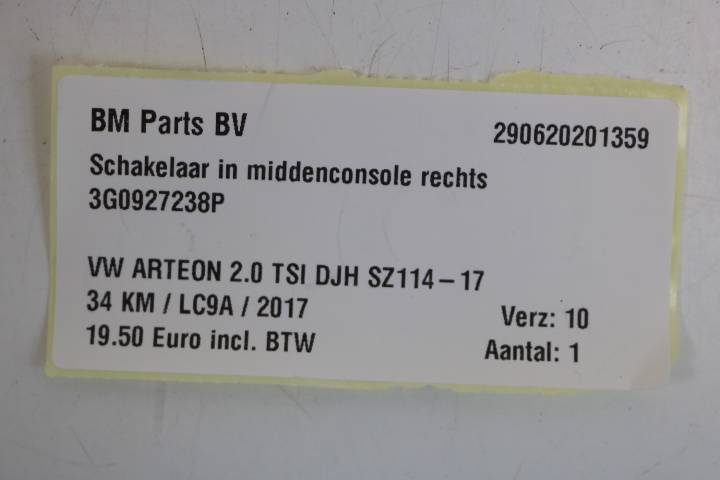 BM Parts BV 290620201359
Schakelaar in middenconsole rechts
3G0927238P
VW ARTEON 2.0 TSI DJH SZ114-17
34 KM / LC9A / 2017 Verz: 10
19.50 Euro incl. BTW Aantal: 1